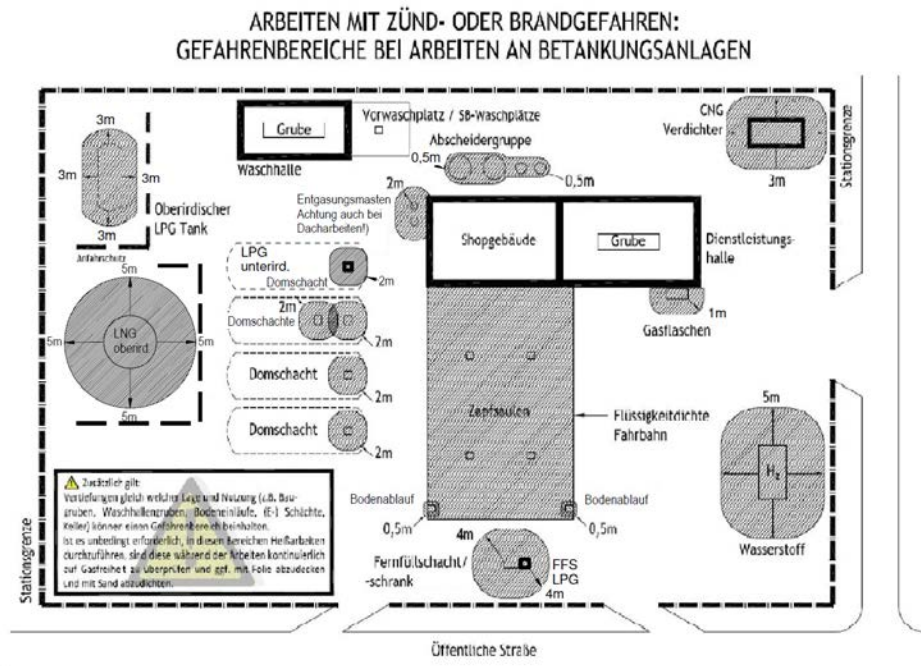 ARBEITEN MIT ZÜND- ODER BRANDGEFAHREN:
GEFAHRENBEREICHE BEI ARBEITEN AN BETANKUNGSANLAGEN
3m
3m
3m
3m
Oberirdischer
LPG Tank
Anfahrschutz
Grube
Waschhalle
Vorwaschplatz / SB-Waschplätze
Abscheidergruppe
0,5m
0,5m
CNG
Verdichter
3m
Stationsgrenze
2m
Entgasungsmasten
Achtung auch bei
Dacharbeiten!)
Shopgebäude
Grube
Dienstleistungs-
halle
1m
Gasflaschen
5m
5m
5m
5m
LNG
oberird.
LPG
unterird.
Domschacht
2m
2m
Domschachte
2m
Domschacht
2m
Domschacht
2m
Zapfsäulen
Flüssigkeitdichte
Fahrbahn
5m
H2
Wasserstoff
Bodenablauf
0,5m
Bodenablauf
0,5m
4m
Fernfüllschacht/
-schrank
FFS
LPG
4m
Zusätzlich gilt:
Vertiefungen gleich welcher Lage und Nutzung (z.B. Bau-
gruben, Waschhallengruben, Bodeneinläufe, (E-) Schächte,
Keller) können einen Gefahrenbereich beinhalten.
Ist es unbedingt erforderlich, in diesen Bereichen Heißarbeiten
durchzuführen, sind diese während der Arbeiten kontinuierlich
auf Gasfreiheit zu überprüfen und ggf. mit Folie abzudecken
und mit Sand abzudichten.
Stationsgrenze
Öffentliche Straße